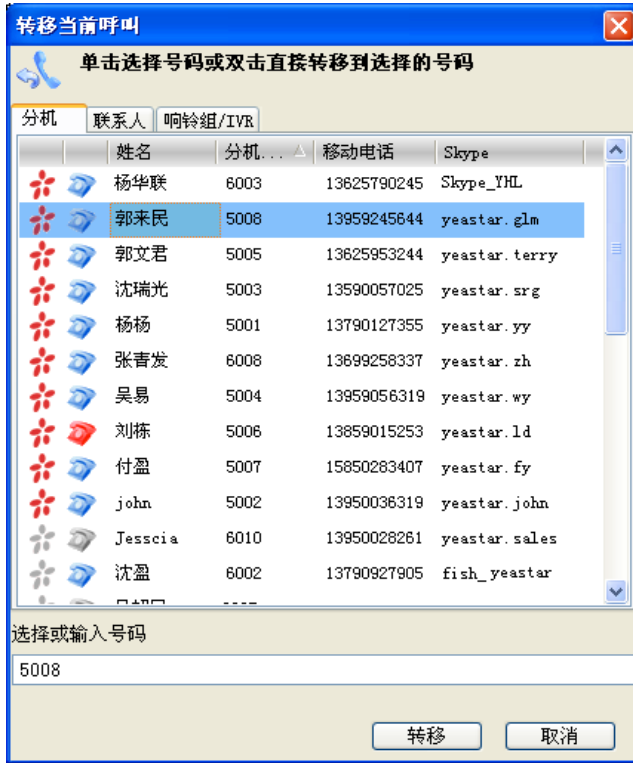 转移当前呼叫
单击选择号码或双击直接转移到选择的号码
分机 联系人 响铃组/IVR
姓名 分机... 移动电话 Skype
杨华联 6003 13625790245 Skype_YHL
郭来民 5008 13959245644 yeastar.glm
郭文君 5005 13625953244 yeastar.terry
沈瑞光 5003 13590057025 yeastar.srg
杨杨 5001 13790127355 yeastar.yy
张青发 6008 13699258337 yeastar.zh
吴易 5004 13959056319 yeastar.wy
刘栋 5006 13859015253 yeastar.ld
付盈 5007 15850283407 yeastar.fy
john 5002 13950036319 yeastar.john
Jesscia 6010 13950028261 yeastar.sales
沈盈 6002 13790927905 fish_yeastar
选择或输入号码
5008
转移 取消